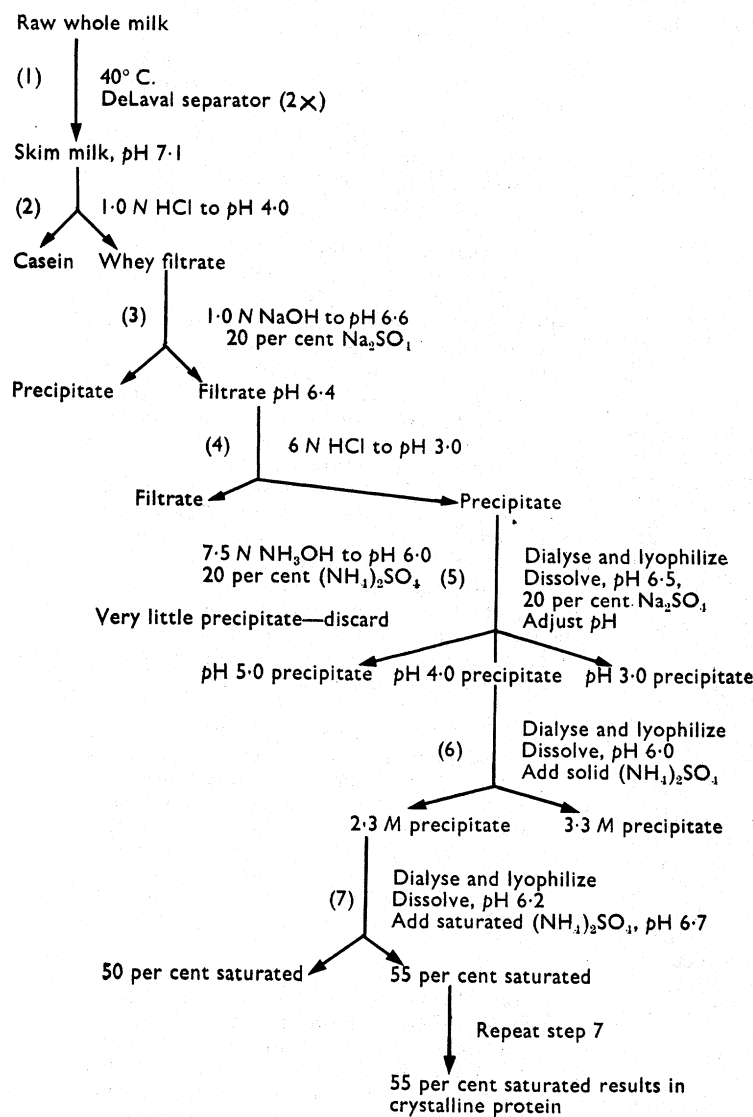 Raw whole milk
(1) 40° C.
DeLaval separator (2×)
Skim milk, pH 7·1
(2) 1·0 N HCl to pH 4·0
Casein Whey filtrate
(3) 1·0 N NaOH to pH 6·6
20 per cent Na₂SO₄
Precipitate Filtrate pH 6·4
(4) 6 N HCl to pH 3·0
Filtrate Precipitate
7·5 N NH₃OH to pH 6·0
20 per cent (NH₄)₂SO₄ (5)
Very little precipitate—discard
Dialyse and lyophilize
Dissolve, pH 6·5,
20 per cent Na₂SO₄
Adjust pH
pH 5·0 precipitate pH 4·0 precipitate pH 3·0 precipitate
(6) Dialyse and lyophilize
Dissolve, pH 6·0
Add solid (NH₄)₂SO₄
2·3 M precipitate 3·3 M precipitate
(7) Dialyse and lyophilize
Dissolve, pH 6·2
Add saturated (NH₄)₂SO₄, pH 6·7
50 per cent saturated 55 per cent saturated
Repeat step 7
55 per cent saturated results in
crystalline protein